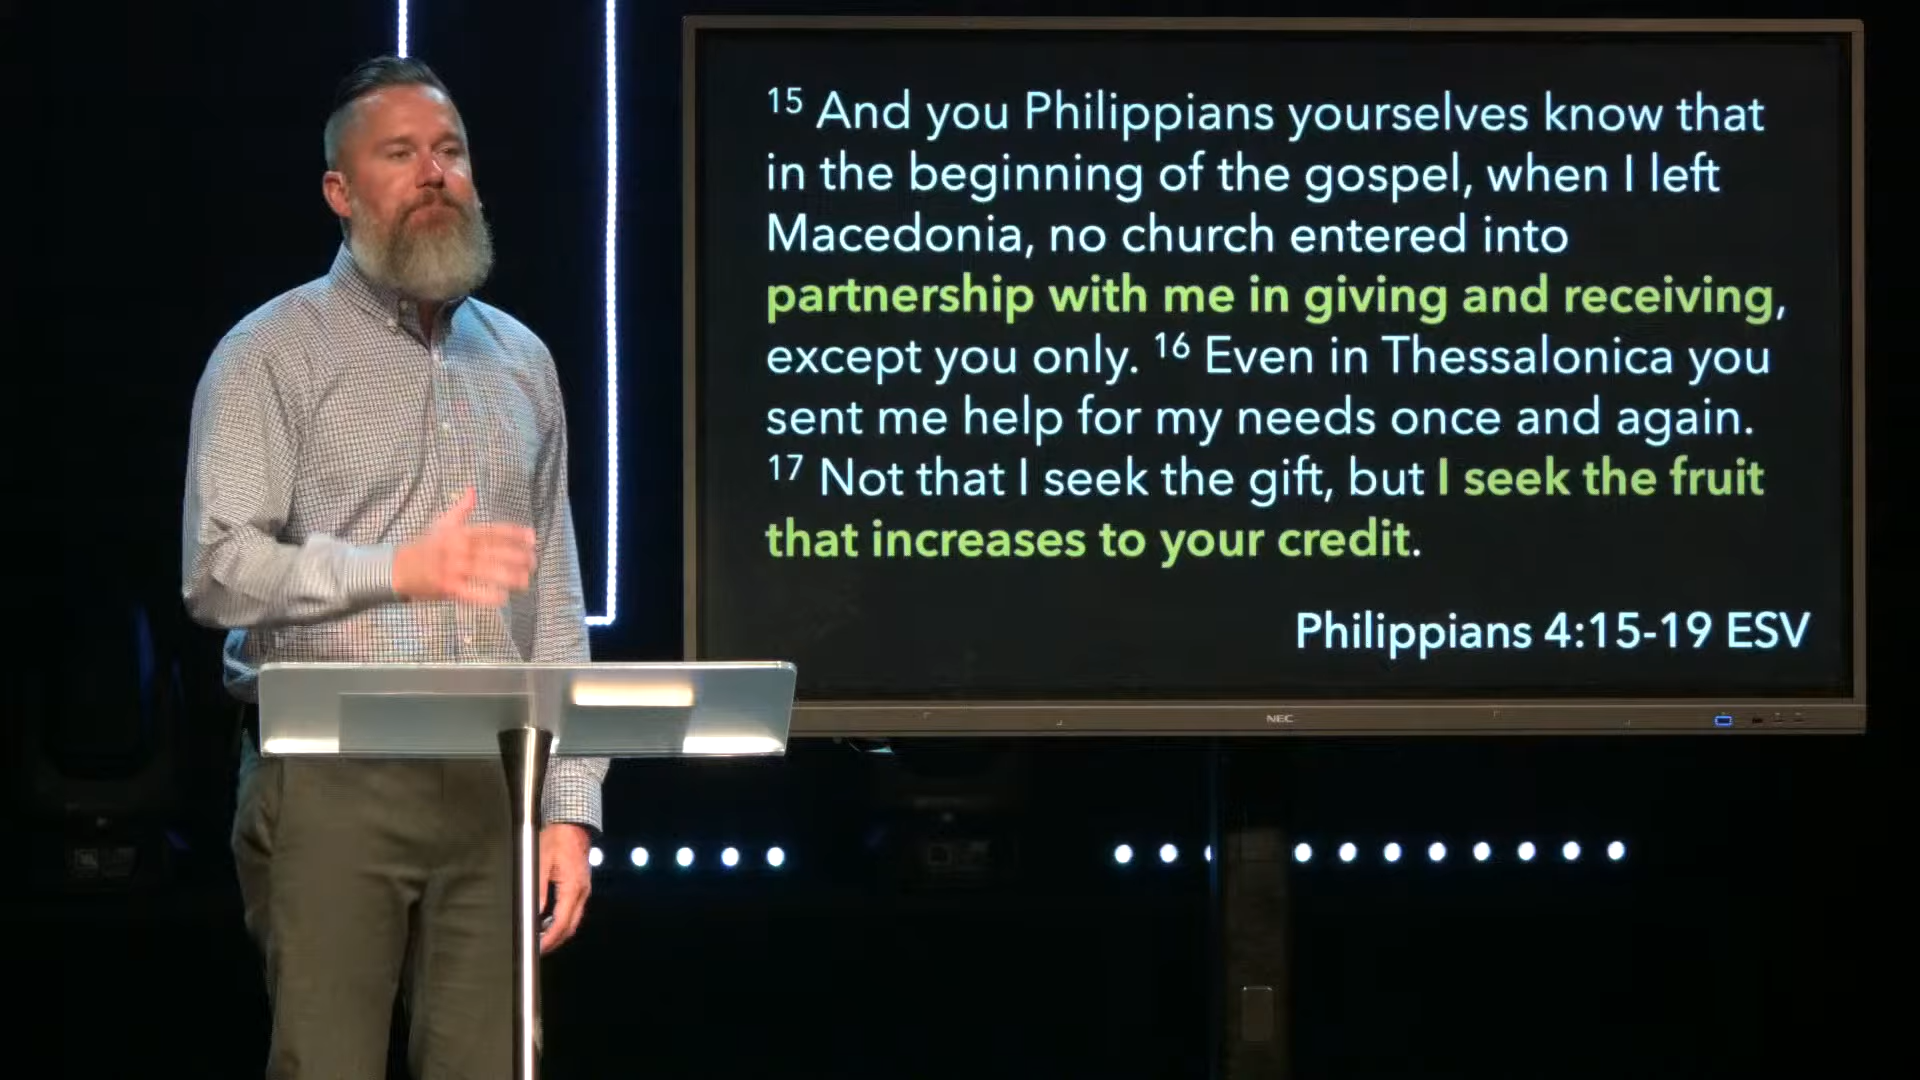 15 And you Philippians yourselves know that
in the beginning of the gospel, when I left
Macedonia, no church entered into
partnership with me in giving and receiving,
except you only. 16 Even in Thessalonica you
sent me help for my needs once and again.
17 Not that I seek the gift, but I seek the fruit
that increases to your credit.
Philippians 4:15-19 ESV
NEC